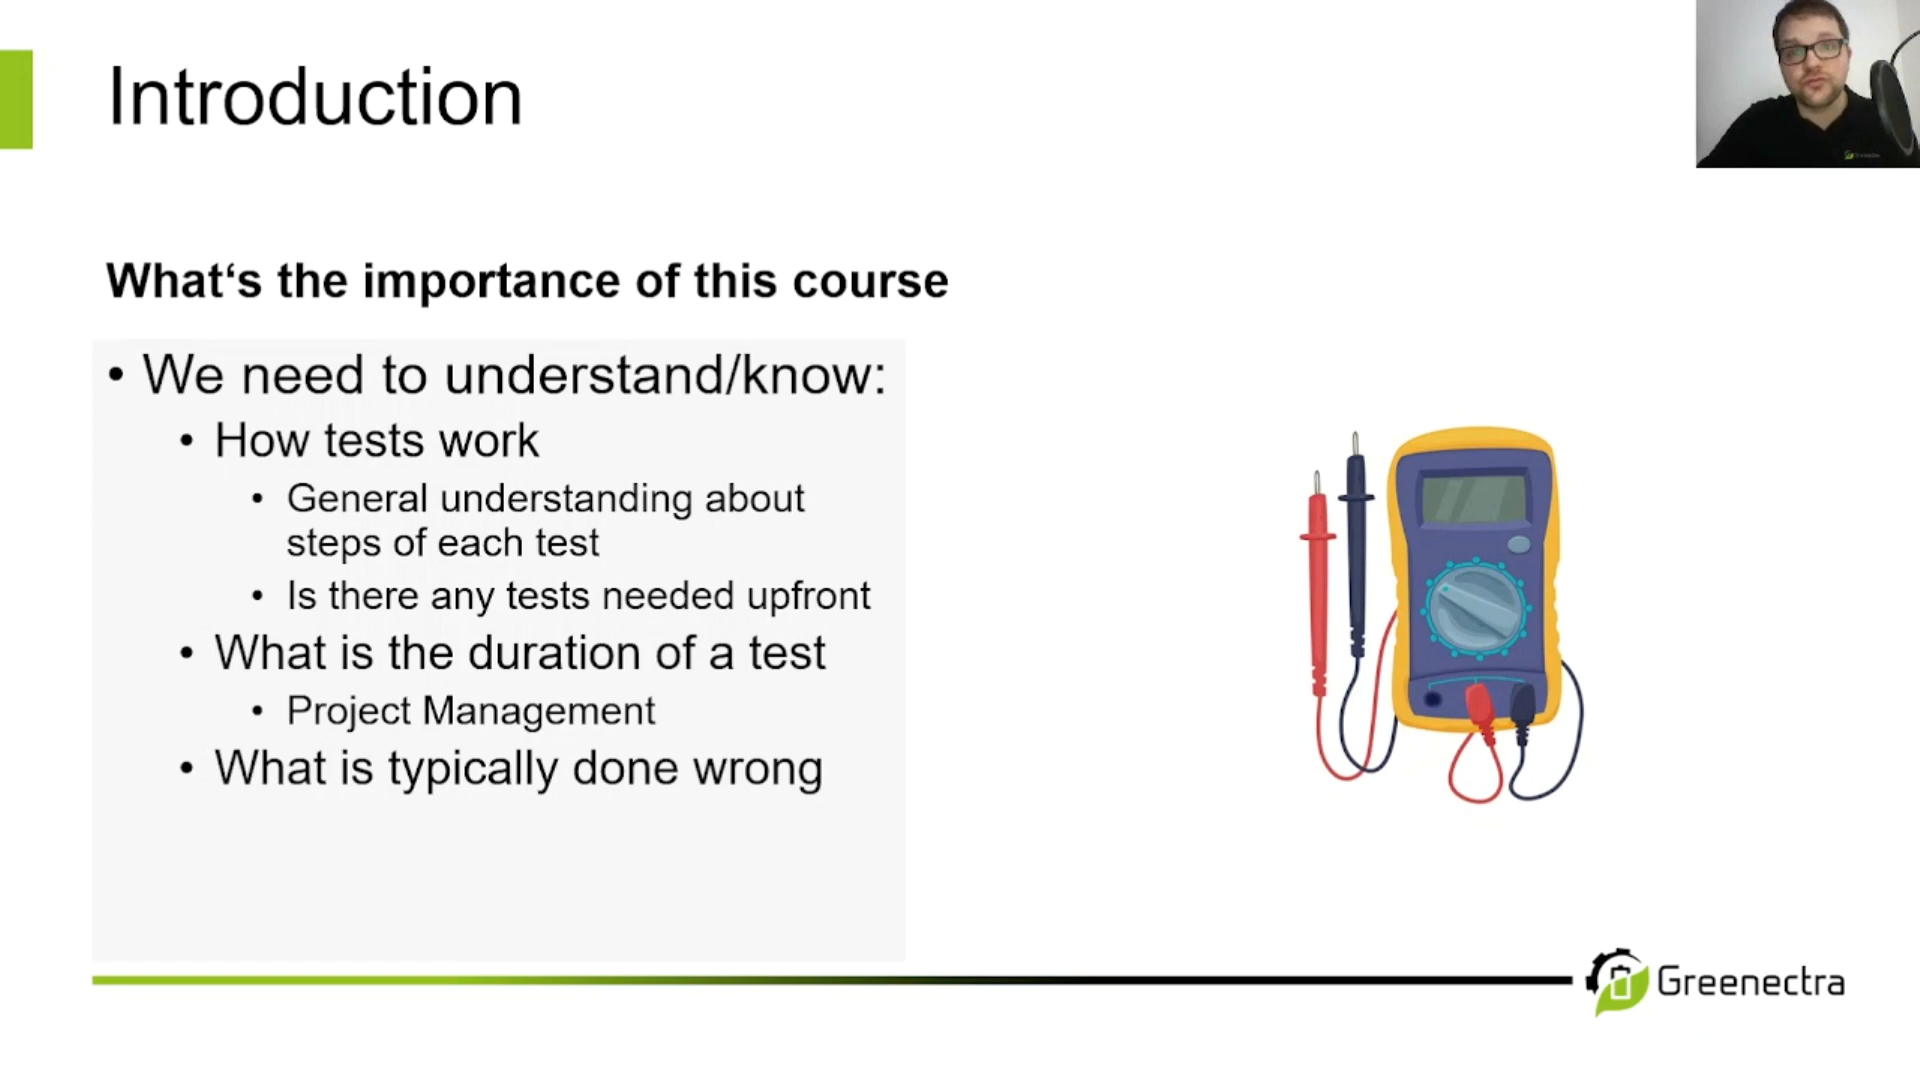 Introduction
What‘s the importance of this course
• We need to understand/know:
• How tests work
• General understanding about
steps of each test
• Is there any tests needed upfront
• What is the duration of a test
• Project Management
• What is typically done wrong
Greenectra